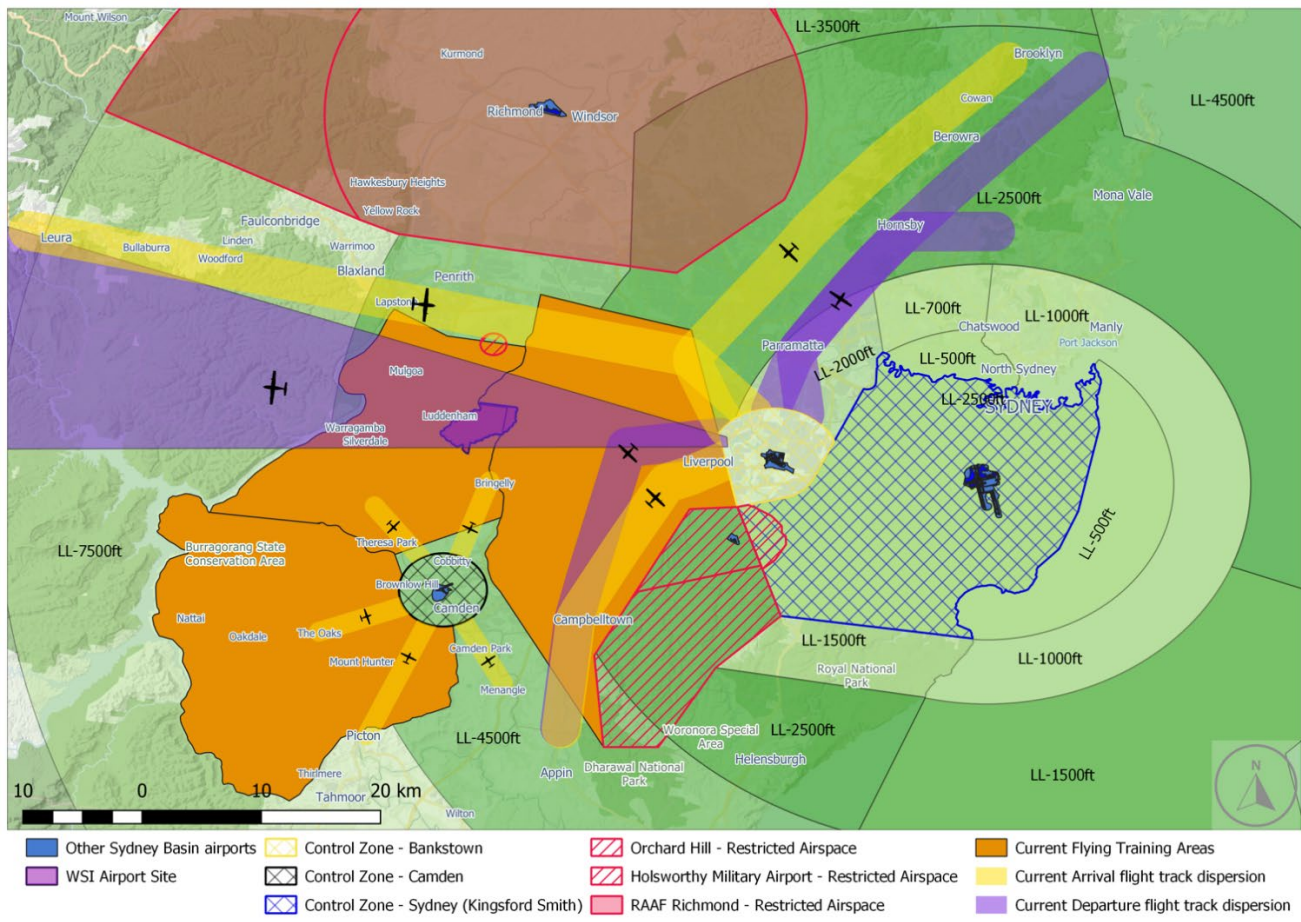 Mount Wilson
LL-3500ft
Kurmond
Brooklyn
Cowan
LL-4500ft
Richmond
Windsor
Berowra
Hawkesbury Heights
Mona Vale
LL-2500ft
Yellow Rock
Faulconbridge
Hornsby
Leura
Linden
Bullaburra
Warrimoo
Woodford
Blaxland
Penrith
Lapstone
LL-700ft
LL-1000ft
Chatswood
Manly
Port Jackson
Parramatta
LL-2000ft
LL-500ft
North Sydney
Mulgoa
LL-2500ft
SYDNEY
Luddenham
Warragamba
Silverdale
Liverpool
Bringelly
LL-500ft
Theresa Park
LL-7500ft
Burragorang State
Conservation Area
Cobbitty
Brownlow Hill
Camden
Nattai
Campbelltown
The Oaks
Oakdale
LL-1500ft
Camden Park
Mount Hunter
LL-1000ft
Royal National
Park
Menangle
Picton
LL-4500ft
Woronora Special
Area
LL-2500ft
Helensburgh
Appin
Dharawal National
Park
Thirlmere
LL-1500ft
Tahmoor
Wilton
N
10 0 10 20 km
Other Sydney Basin airports
WSI Airport Site
Control Zone - Bankstown
Control Zone - Camden
Control Zone - Sydney (Kingsford Smith)
Orchard Hill - Restricted Airspace
Holsworthy Military Airport - Restricted Airspace
RAAF Richmond - Restricted Airspace
Current Flying Training Areas
Current Arrival flight track dispersion
Current Departure flight track dispersion